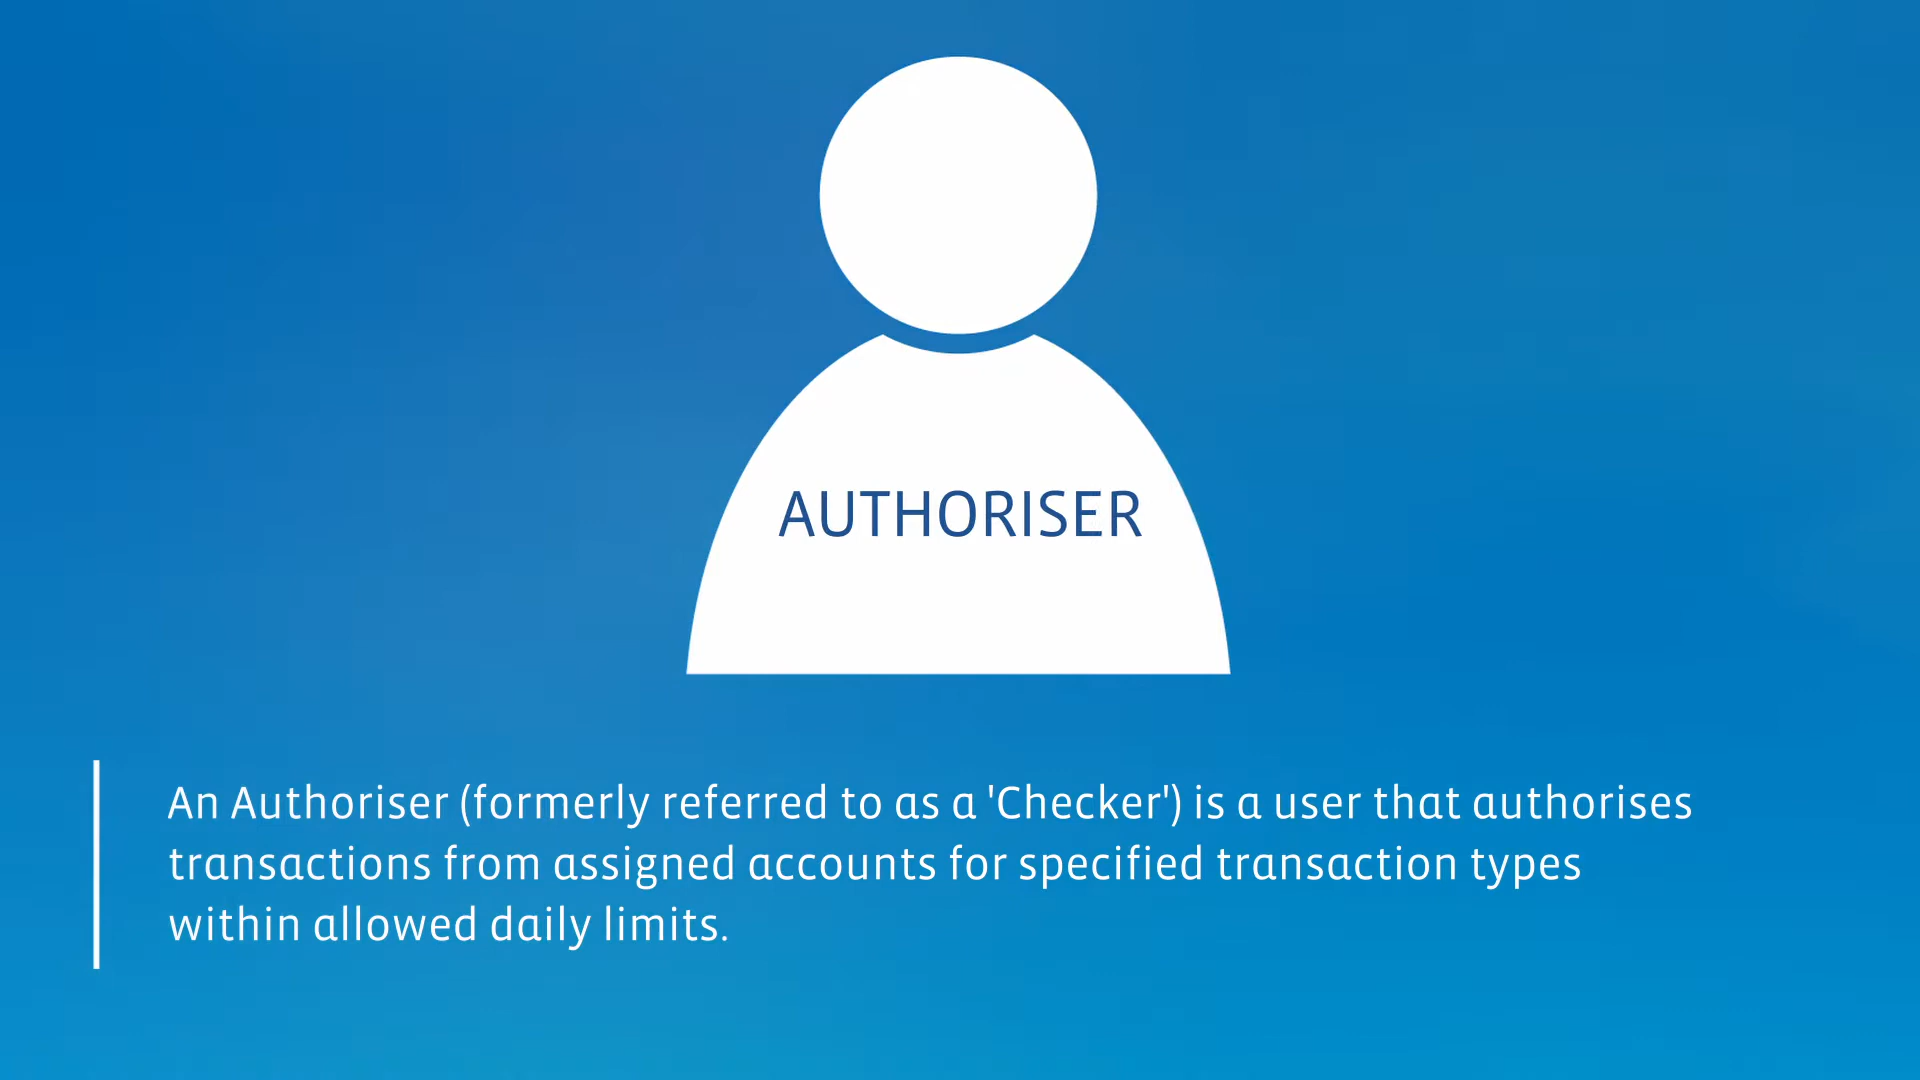 AUTHORISER
An Authoriser (formerly referred to as a 'Checker') is a user that authorises
transactions from assigned accounts for specified transaction types
within allowed daily limits.